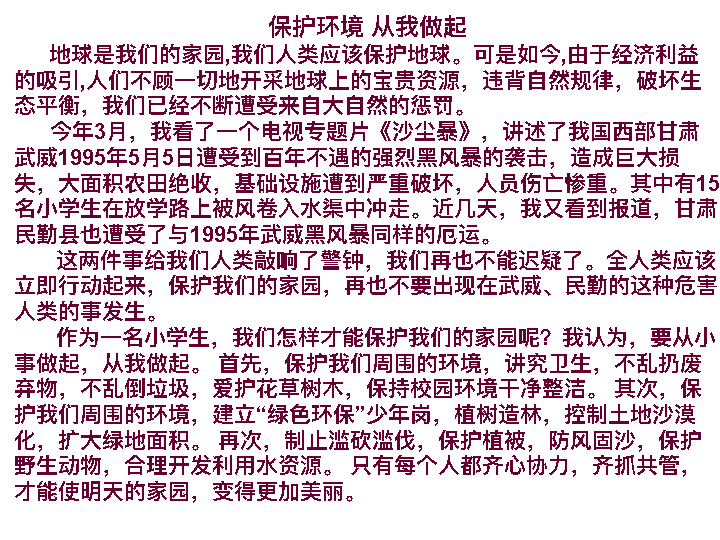 保护环境 从我做起
地球是我们的家园,我们人类应该保护地球。可是如今,由于经济利益
的吸引,人们不顾一切地开采地球上的宝贵资源，违背自然规律，破坏生
态平衡，我们已经不断遭受来自大自然的惩罚。
今年3月，我看了一个电视专题片《沙尘暴》，讲述了我国西部甘肃
武威1995年5月5日遭受到百年不遇的强烈黑风暴的袭击，造成巨大损
失，大面积农田绝收，基础设施遭到严重破坏，人员伤亡惨重。其中有15
名小学生在放学路上被风卷入水渠中冲走。近几天，我又看到报道，甘肃
民勤县也遭受了与1995年武威黑风暴同样的厄运。
这两件事给我们人类敲响了警钟，我们再也不能迟疑了。全人类应该
立即行动起来，保护我们的家园，再也不要出现在武威、民勤的这种危害
人类的事发生。
作为一名小学生，我们怎样才能保护我们的家园呢？我认为，要从小
事做起，从我做起。 首先，保护我们周围的环境，讲究卫生，不乱扔废
弃物，不乱倒垃圾，爱护花草树木，保持校园环境干净整洁。 其次，保
护我们周围的环境，建立“绿色环保”少年岗，植树造林，控制土地沙漠
化，扩大绿地面积。 再次，制止滥砍滥伐，保护植被，防风固沙，保护
野生动物，合理开发利用水资源。 只有每个人都齐心协力，齐抓共管，
才能使明天的家园，变得更加美丽。